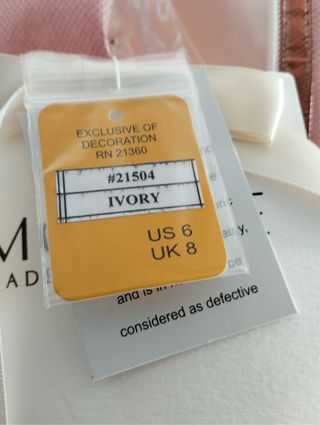 EXCLUSIVE OF
DECORATION
RN 21360
#21504
IVORY
US 6
UK 8
and is in
considered as defective